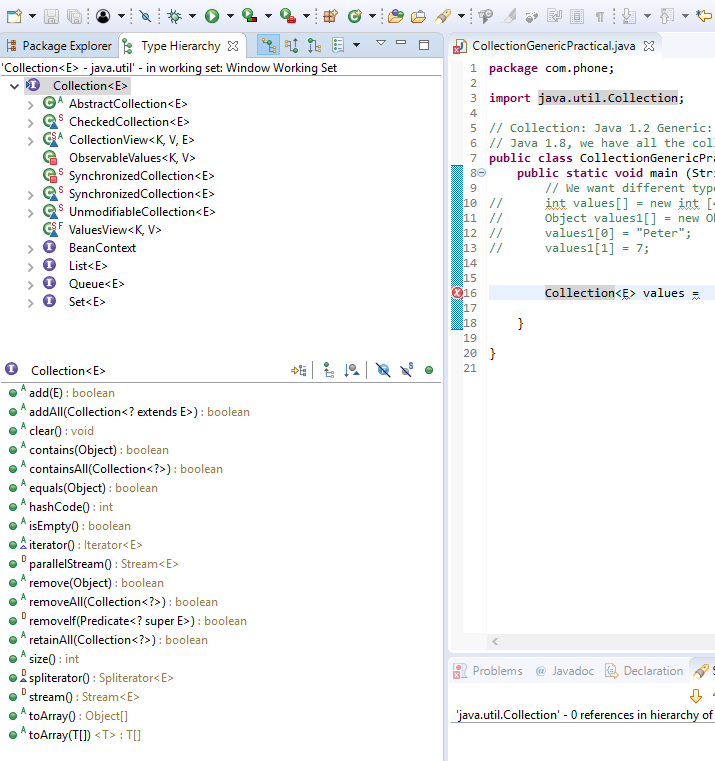 Package Explorer
Type Hierarchy
'Collection<E> - java.util' - in working set: Window Working Set
Collection<E>
AbstractCollection<E>
CheckedCollection<E>
CollectionView<K, V, E>
ObservableValues<K, V>
SynchronizedCollection<E>
SynchronizedCollection<E>
UnmodifiableCollection<E>
ValuesView<K, V>
BeanContext
List<E>
Queue<E>
Set<E>
Collection<E>
add(E) : boolean
addAll(Collection<? extends E>) : boolean
clear() : void
contains(Object) : boolean
containsAll(Collection<?>) : boolean
equals(Object) : boolean
hashCode() : int
isEmpty() : boolean
iterator() : Iterator<E>
parallelStream() : Stream<E>
remove(Object) : boolean
removeAll(Collection<?>) : boolean
removeIf(Predicate<? super E>) : boolean
retainAll(Collection<?>) : boolean
size() : int
spliterator() : Spliterator<E>
stream() : Stream<E>
toArray() : Object[]
toArray(T[]) <T> : T[]
CollectionGenericPractical.java
1 package com.phone;
2
3 import java.util.Collection;
4
5 // Collection: Java 1.2 Generic:
6 // Java 1.8, we have all the col
7 public class CollectionGenericPra
8 public static void main (Stri
9 // We want different type
10 // int values[] = new int [4
11 // Object values1[] = new Ob
12 // values1[0] = "Peter";
13 // values1[1] = 7;
14
15
16 Collection<E> values =
17
18 }
19
20 }
21
Problems
@ Javadoc
Declaration
S
'java.util.Collection' - 0 references in hierarchy of